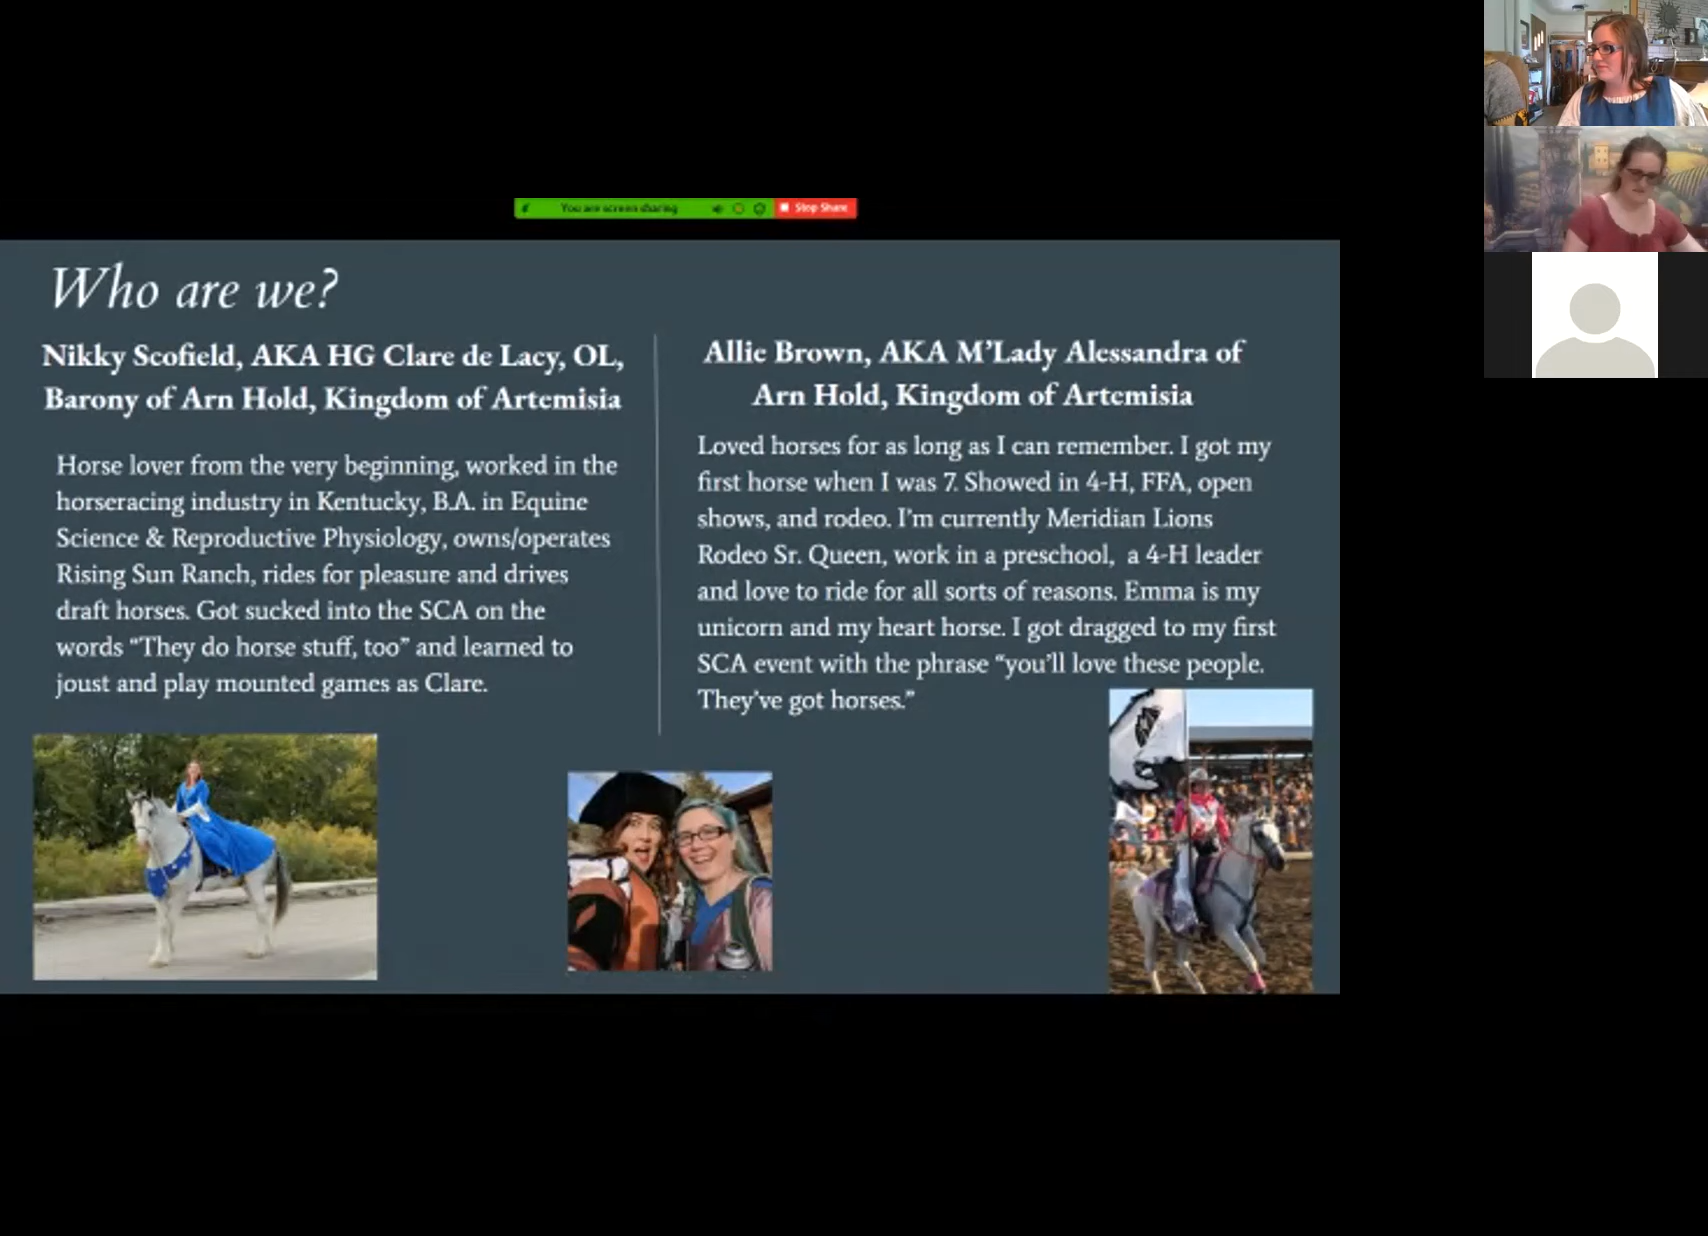 You are screen sharing
Stop Share
Who are we?
Nikky Scofield, AKA HG Clare de Lacy, OL,
Barony of Arn Hold, Kingdom of Artemisia
Horse lover from the very beginning, worked in the
horseracing industry in Kentucky, B.A. in Equine
Science & Reproductive Physiology, owns/operates
Rising Sun Ranch, rides for pleasure and drives
draft horses. Got sucked into the SCA on the
words “They do horse stuff, too” and learned to
joust and play mounted games as Clare.
Allie Brown, AKA M’Lady Alessandra of
Arn Hold, Kingdom of Artemisia
Loved horses for as long as I can remember. I got my
first horse when I was 7. Showed in 4-H, FFA, open
shows, and rodeo. I’m currently Meridian Lions
Rodeo Sr. Queen, work in a preschool, a 4-H leader
and love to ride for all sorts of reasons. Emma is my
unicorn and my heart horse. I got dragged to my first
SCA event with the phrase “you’ll love these people.
They’ve got horses.”